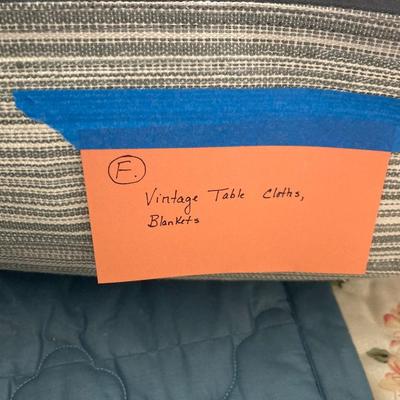 F.
Vintage Table Cloths,
Blankets